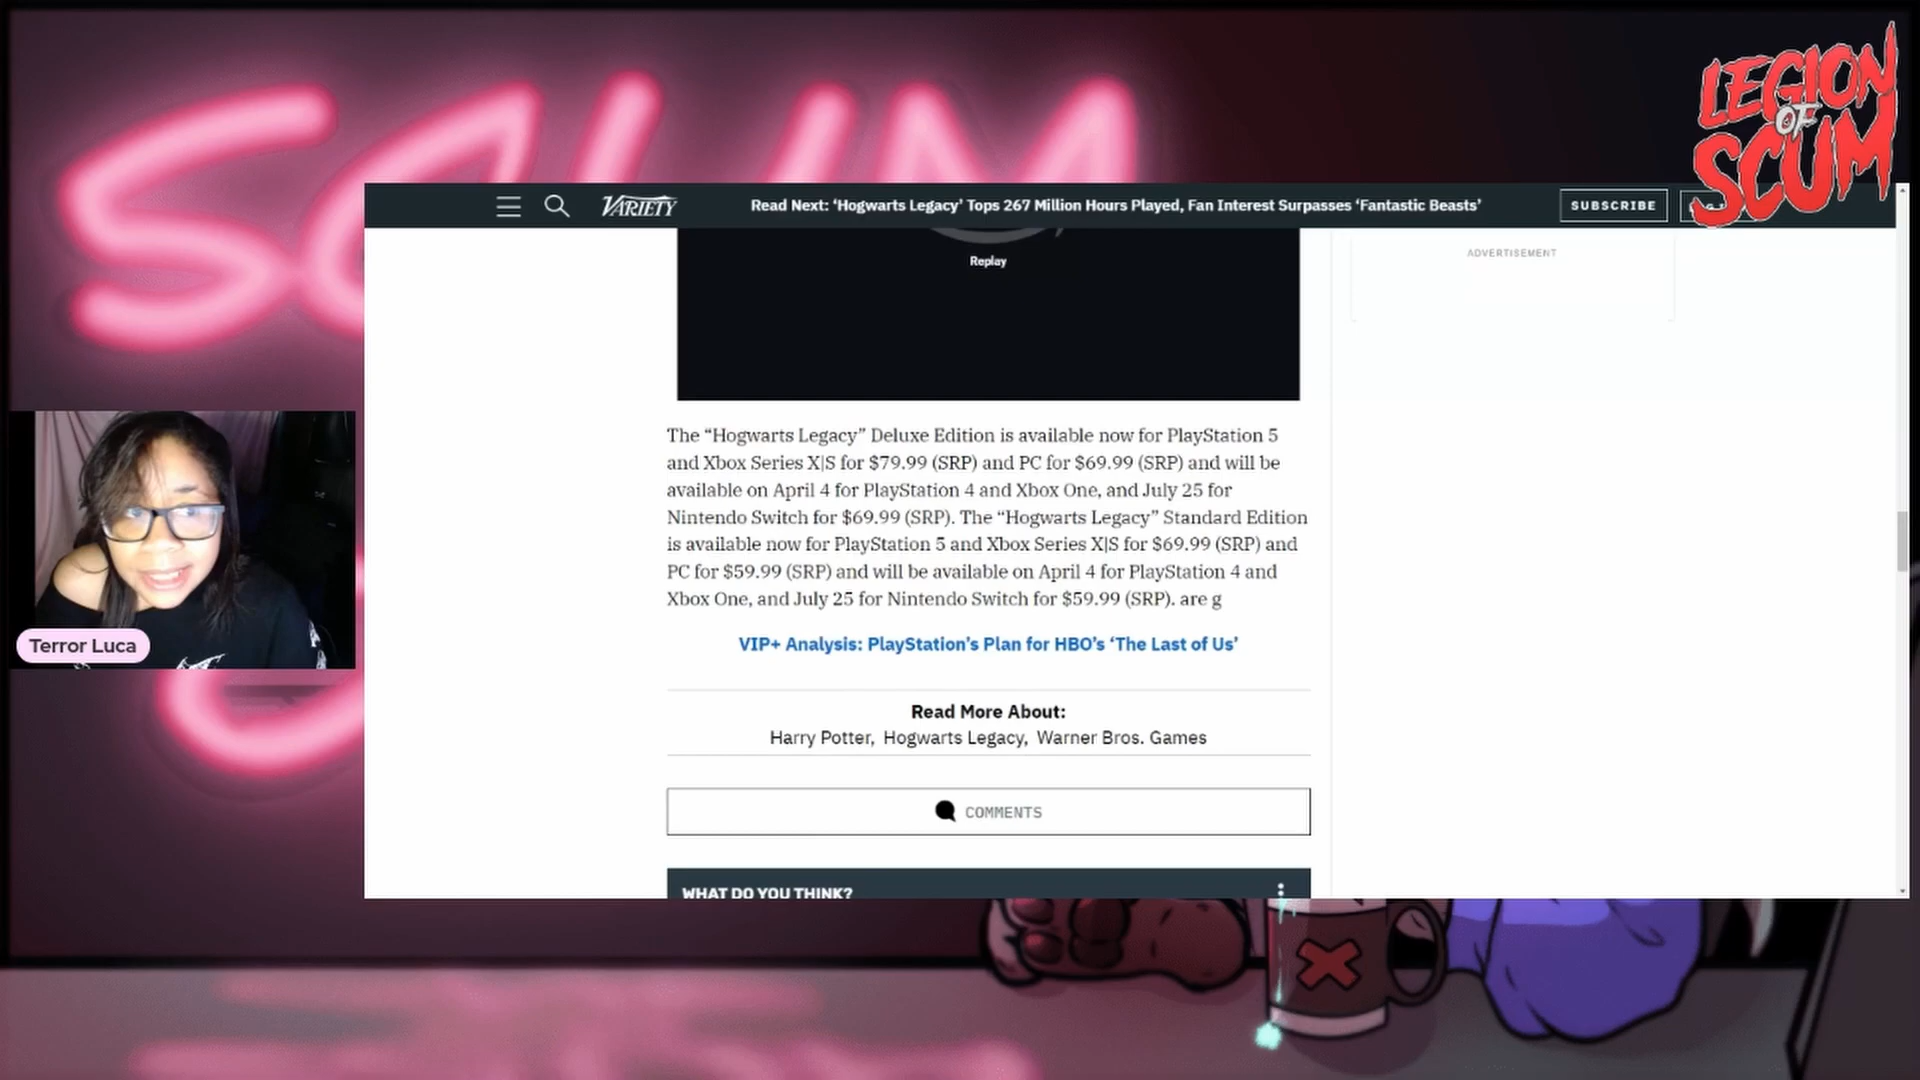 SCUM
LEGION
OF
SCUM
VARIETY
Read Next: ‘Hogwarts Legacy’ Tops 267 Million Hours Played, Fan Interest Surpasses ‘Fantastic Beasts’
SUBSCRIBE
ADVERTISEMENT
Replay
The “Hogwarts Legacy” Deluxe Edition is available now for PlayStation 5
and Xbox Series X|S for $79.99 (SRP) and PC for $69.99 (SRP) and will be
available on April 4 for PlayStation 4 and Xbox One, and July 25 for
Nintendo Switch for $69.99 (SRP). The “Hogwarts Legacy” Standard Edition
is available now for PlayStation 5 and Xbox Series X|S for $69.99 (SRP) and
PC for $59.99 (SRP) and will be available on April 4 for PlayStation 4 and
Xbox One, and July 25 for Nintendo Switch for $59.99 (SRP). are g
VIP+ Analysis: PlayStation’s Plan for HBO’s ‘The Last of Us’
Read More About:
Harry Potter, Hogwarts Legacy, Warner Bros. Games
COMMENTS
WHAT DO YOU THINK?
Terror Luca